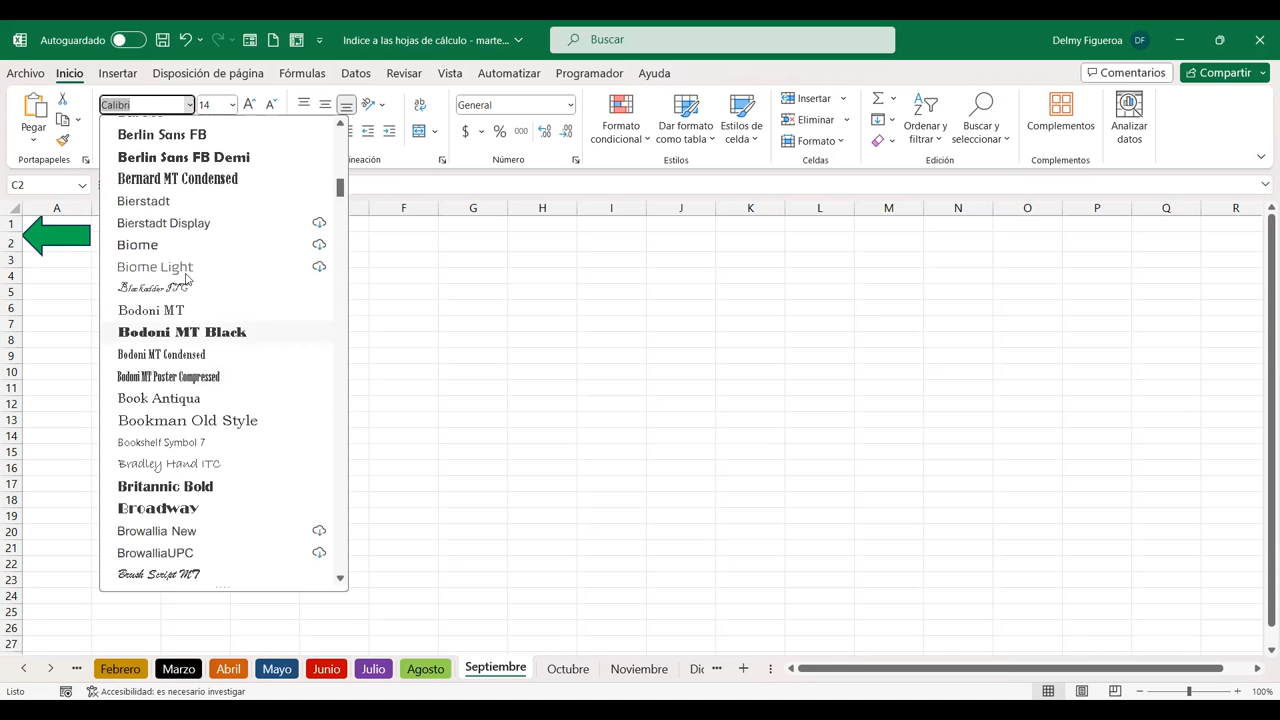 Autoguardado
Indice a las hojas de cálculo - marte...
Buscar
Delmy Figueroa
DF
Archivo Inicio Insertar Disposición de página Fórmulas Datos Revisar Vista Automatizar Programador Ayuda
Comentarios
Compartir
Pegar
Portapapeles
Calibri
14
General
$ % 000
Número
Formato condicional
Dar formato como tabla
Estilos de celda
Estilos
Insertar
Eliminar
Formato
Celdas
Ordenar y filtrar
Buscar y seleccionar
Complementos
Complementos
Analizar datos
C2
Berlin Sans FB
Berlin Sans FB Demi
Bernard MT Condensed
Bierstadt
Bierstadt Display
Biome
Biome Light
Blackadder ITC
Bodoni MT
Bodoni MT Black
Bodoni MT Condensed
Bodoni MT Poster Compressed
Book Antiqua
Bookman Old Style
Bookshelf Symbol 7
Bradley Hand ITC
Britannic Bold
Broadway
Browallia New
BrowalliaUPC
Brush Script MT
A F G H I J K L M N O P Q R
1
2
3
4
5
6
7
8
9
10
11
12
13
14
15
16
17
18
19
20
21
22
23
24
25
26
27
Febrero Marzo Abril Mayo Junio Julio Agosto Septiembre Octubre Noviembre Dic
Listo
Accesibilidad: es necesario investigar
100%